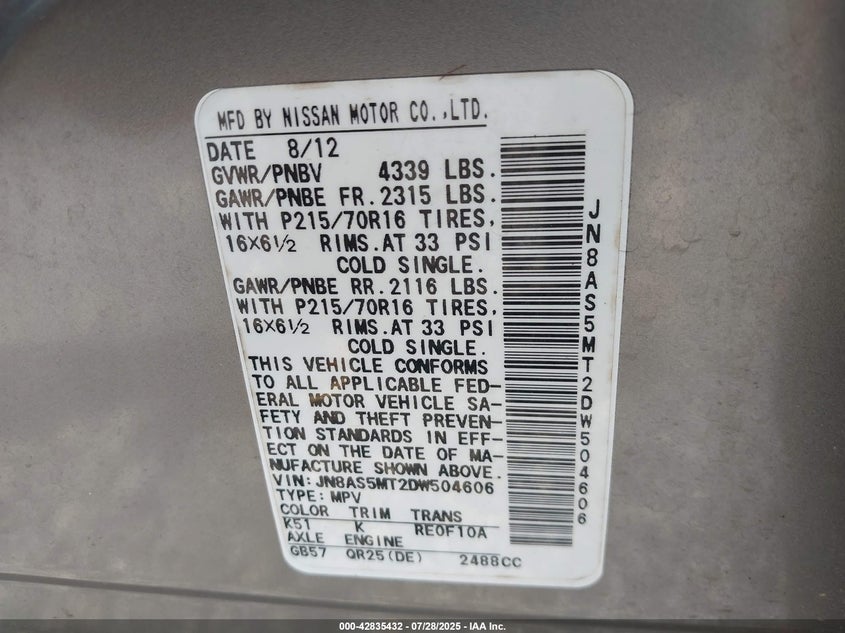 MFD BY NISSAN MOTOR CO.,LTD.
DATE 8/12
GVWR/PNBV 4339 LBS.
GAWR/PNBE FR.2315 LBS.
WITH P215/70R16 TIRES,
16X6½ RIMS.AT 33 PSI
COLD SINGLE.
GAWR/PNBE RR.2116 LBS.
WITH P215/70R16 TIRES,
16X6½ RIMS.AT 33 PSI
COLD SINGLE.
THIS VEHICLE CONFORMS
TO ALL APPLICABLE FED-
ERAL MOTOR VEHICLE SA-
FETY AND THEFT PREVEN-
TION STANDARDS IN EFF-
ECT ON THE DATE OF MA-
NUFACTURE SHOWN ABOVE.
VIN: JN8AS5MT2DW504606
TYPE: MPV
COLOR TRIM TRANS
K51 K RE0F10A
AXLE ENGINE
GB57 QR25(DE) 2488CC
JN8AS5MT2DW504606
000-42835432 - 07/28/2025 - IAA Inc.